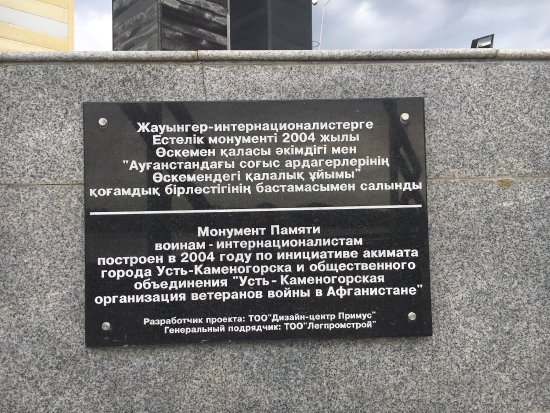 Жауынгер-интернационалистерге
Естелік монументі 2004 жылы
Өскемен қаласы әкімдігі мен
"Ауғанстандағы соғыс ардагерлерінің
Өскемендегі қалалық ұйымы"
қоғамдық бірлестігінің бастамасымен салынды
Монумент Памяти
воинам - интернационалистам
построен в 2004 году по инициативе акимата
города Усть-Каменогорска и общественного
объединения "Усть - Каменогорская
организация ветеранов войны в Афганистане"
Разработчик проекта: ТОО"Дизайн-центр Примус"
Генеральный подрядчик: ТОО"Легпромстрой"